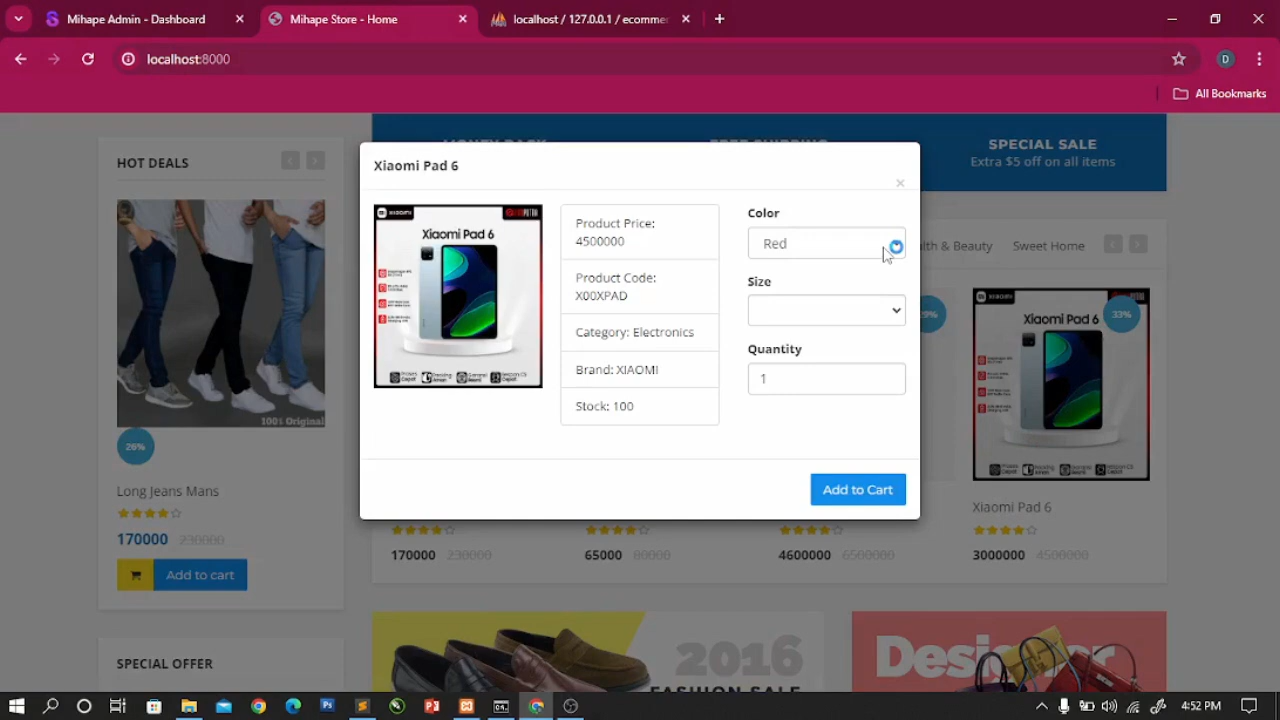 Mihape Admin - Dashboard
Mihape Store - Home
localhost / 127.0.0.1 / ecomme
localhost:8000
D
All Bookmarks
SPECIAL SALE
Extra $5 off on all items
HOT DEALS
100% Original
26%
Long Jeans Mans
170000 230000
Add to cart
SPECIAL OFFER
Xiaomi Pad 6
×
Xiaomi Pad 6
Product Price:
4500000
Product Code:
X00XPAD
Category: Electronics
Brand: XIAOMI
Stock: 100
Color
Red
Size
Quantity
1
Add to Cart
lth & Beauty
Sweet Home
9%
Xiaomi Pad 6
33%
Xiaomi Pad 6
170000 230000
65000 80000
4600000 6500000
3000000 4500000
2016
FASHION SALE
Designer
4:52 PM